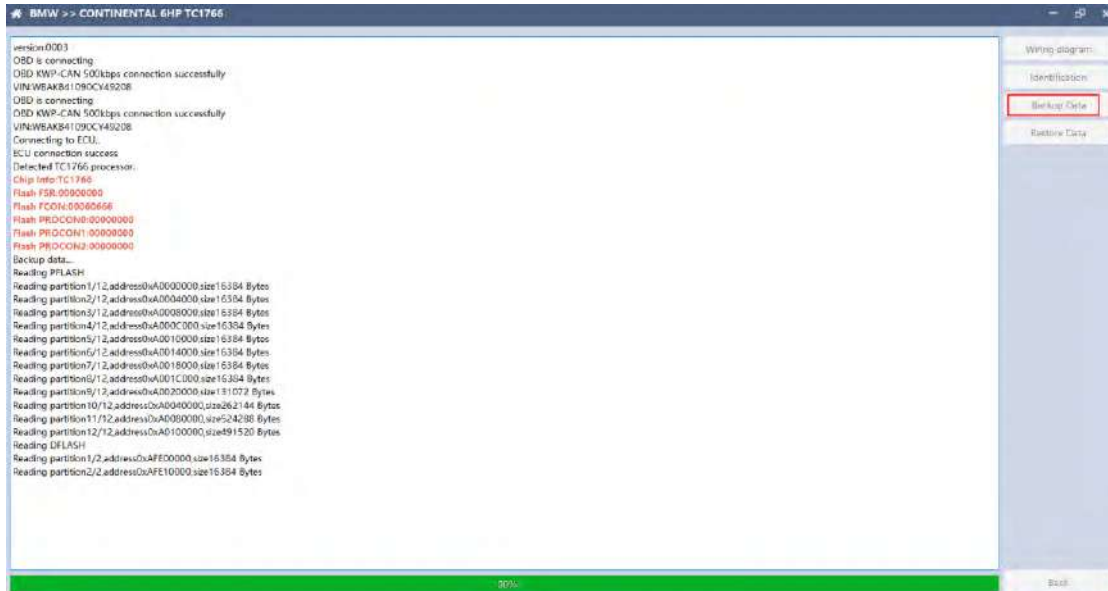 BMW >> CONTINENTAL 6HP TC1766
version:0003
OBD is connecting
OBD KWP-CAN 500kbps connection successfully
VIN:WBAKB41090CY49208
OBD is connecting
OBD KWP-CAN 500kbps connection successfully
VIN:WBAKB41090CY49208
Connecting to ECU..
ECU connection success
Detected TC1766 processor.
Chip Info:TC1766
Flash FSR:00000000
Flash FCON:00060666
Flash PROCON0:00000000
Flash PROCON1:00000000
Flash PROCON2:00000000
Backup data...
Reading PFLASH
Reading partition1/12,address0xA0000000,size16384 Bytes
Reading partition2/12,address0xA0004000,size16384 Bytes
Reading partition3/12,address0xA0008000,size16384 Bytes
Reading partition4/12,address0xA000C000,size16384 Bytes
Reading partition5/12,address0xA0010000,size16384 Bytes
Reading partition6/12,address0xA0014000,size16384 Bytes
Reading partition7/12,address0xA0018000,size16384 Bytes
Reading partition8/12,address0xA001C000,size16384 Bytes
Reading partition9/12,address0xA0020000,size131072 Bytes
Reading partition10/12,address0xA0040000,size262144 Bytes
Reading partition11/12,address0xA0080000,size524288 Bytes
Reading partition12/12,address0xA0100000,size491520 Bytes
Reading DFLASH
Reading partition1/2,address0xAFE00000,size16384 Bytes
Reading partition2/2,address0xAFE10000,size16384 Bytes
Wiring diagram
Identification
Backup Data
Restore Data
Back